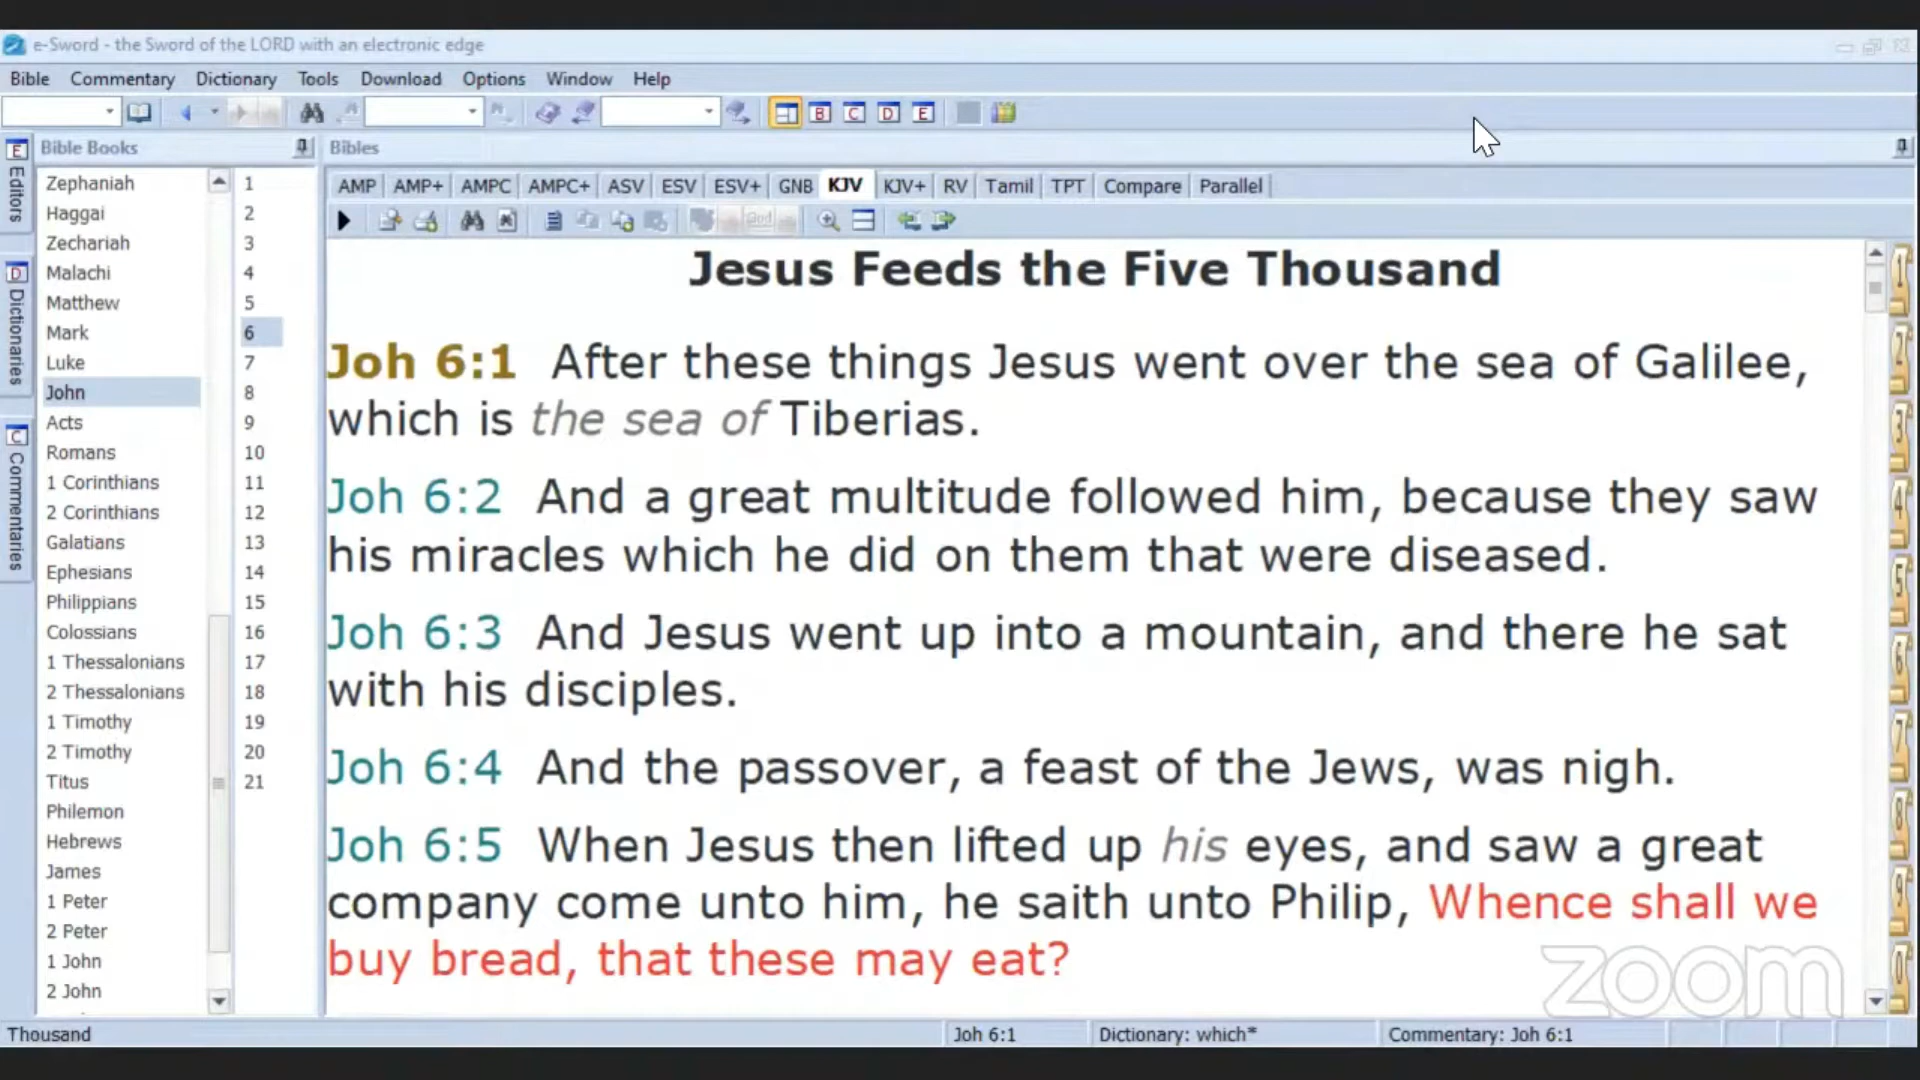 e-Sword - the Sword of the LORD with an electronic edge
Bible Commentary Dictionary Tools Download Options Window Help
B C D E
E Editors
D Dictionaries
C Commentaries
Bible Books
Zephaniah
Haggai
Zechariah
Malachi
Matthew
Mark
Luke
John
Acts
Romans
1 Corinthians
2 Corinthians
Galatians
Ephesians
Philippians
Colossians
1 Thessalonians
2 Thessalonians
1 Timothy
2 Timothy
Titus
Philemon
Hebrews
James
1 Peter
2 Peter
1 John
2 John
1
2
3
4
5
6
7
8
9
10
11
12
13
14
15
16
17
18
19
20
21
Bibles
AMP AMP+ AMPC AMPC+ ASV ESV ESV+ GNB KJV KJV+ RV Tamil TPT Compare Parallel
God
Jesus Feeds the Five Thousand
Joh 6:1 After these things Jesus went over the sea of Galilee,
which is the sea of Tiberias.
Joh 6:2 And a great multitude followed him, because they saw
his miracles which he did on them that were diseased.
Joh 6:3 And Jesus went up into a mountain, and there he sat
with his disciples.
Joh 6:4 And the passover, a feast of the Jews, was nigh.
Joh 6:5 When Jesus then lifted up his eyes, and saw a great
company come unto him, he saith unto Philip, Whence shall we
buy bread, that these may eat?
1
2
3
4
5
6
7
8
9
0
zoom
Thousand
Joh 6:1
Dictionary: which*
Commentary: Joh 6:1